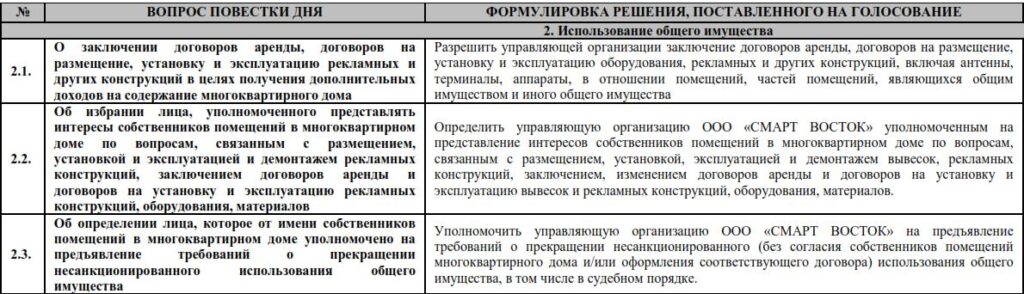 № ВОПРОС ПОВЕСТКИ ДНЯ ФОРМУЛИРОВКА РЕШЕНИЯ, ПОСТАВЛЕННОГО НА ГОЛОСОВАНИЕ
2. Использование общего имущества
2.1.
О заключении договоров аренды, договоров на
размещение, установку и эксплуатацию рекламных и
других конструкций в целях получения дополнительных
доходов на содержание многоквартирного дома
Разрешить управляющей организации заключение договоров аренды, договоров на размещение,
установку и эксплуатацию оборудования, рекламных и других конструкций, включая антенны,
терминалы, аппараты, в отношении помещений, частей помещений, являющихся общим
имуществом и иного общего имущества
2.2.
Об избрании лица, уполномоченного представлять
интересы собственников помещений в многоквартирном
доме по вопросам, связанным с размещением,
установкой и эксплуатацией и демонтажем рекламных
конструкций, заключением договоров аренды и
договоров на установку и эксплуатацию рекламных
конструкций, оборудования, материалов
Определить управляющую организацию ООО «СМАРТ ВОСТОК» уполномоченным на
представление интересов собственников помещений в многоквартирном доме по вопросам,
связанным с размещением, установкой, эксплуатацией и демонтажем вывесок, рекламных
конструкций, заключением, изменением договоров аренды и договоров на установку и
эксплуатацию вывесок и рекламных конструкций, оборудования, материалов.
2.3.
Об определении лица, которое от имени собственников
помещений в многоквартирном доме уполномочено на
предъявление требований о прекращении
несанкционированного использования общего
имущества
Уполномочить управляющую организацию ООО «СМАРТ ВОСТОК» на предъявление
требований о прекращении несанкционированного (без согласия собственников помещений
многоквартирного дома и/или оформления соответствующего договора) использования общего
имущества, в том числе в судебном порядке.